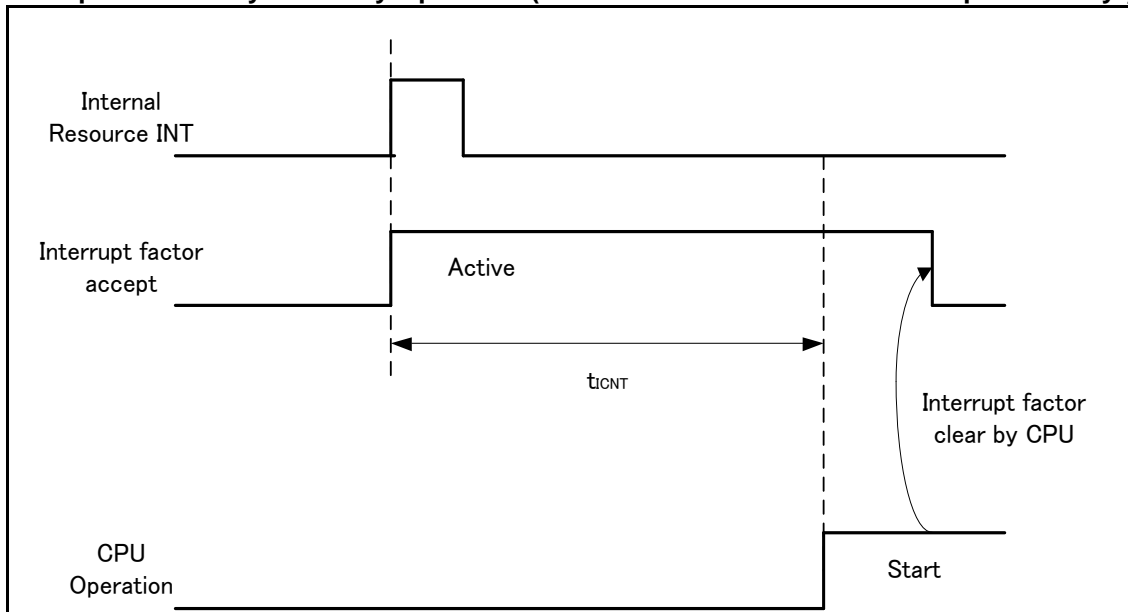 Internal
Resource INT
Interrupt factor
accept
Active
tICNT
Interrupt factor
clear by CPU
CPU
Operation
Start